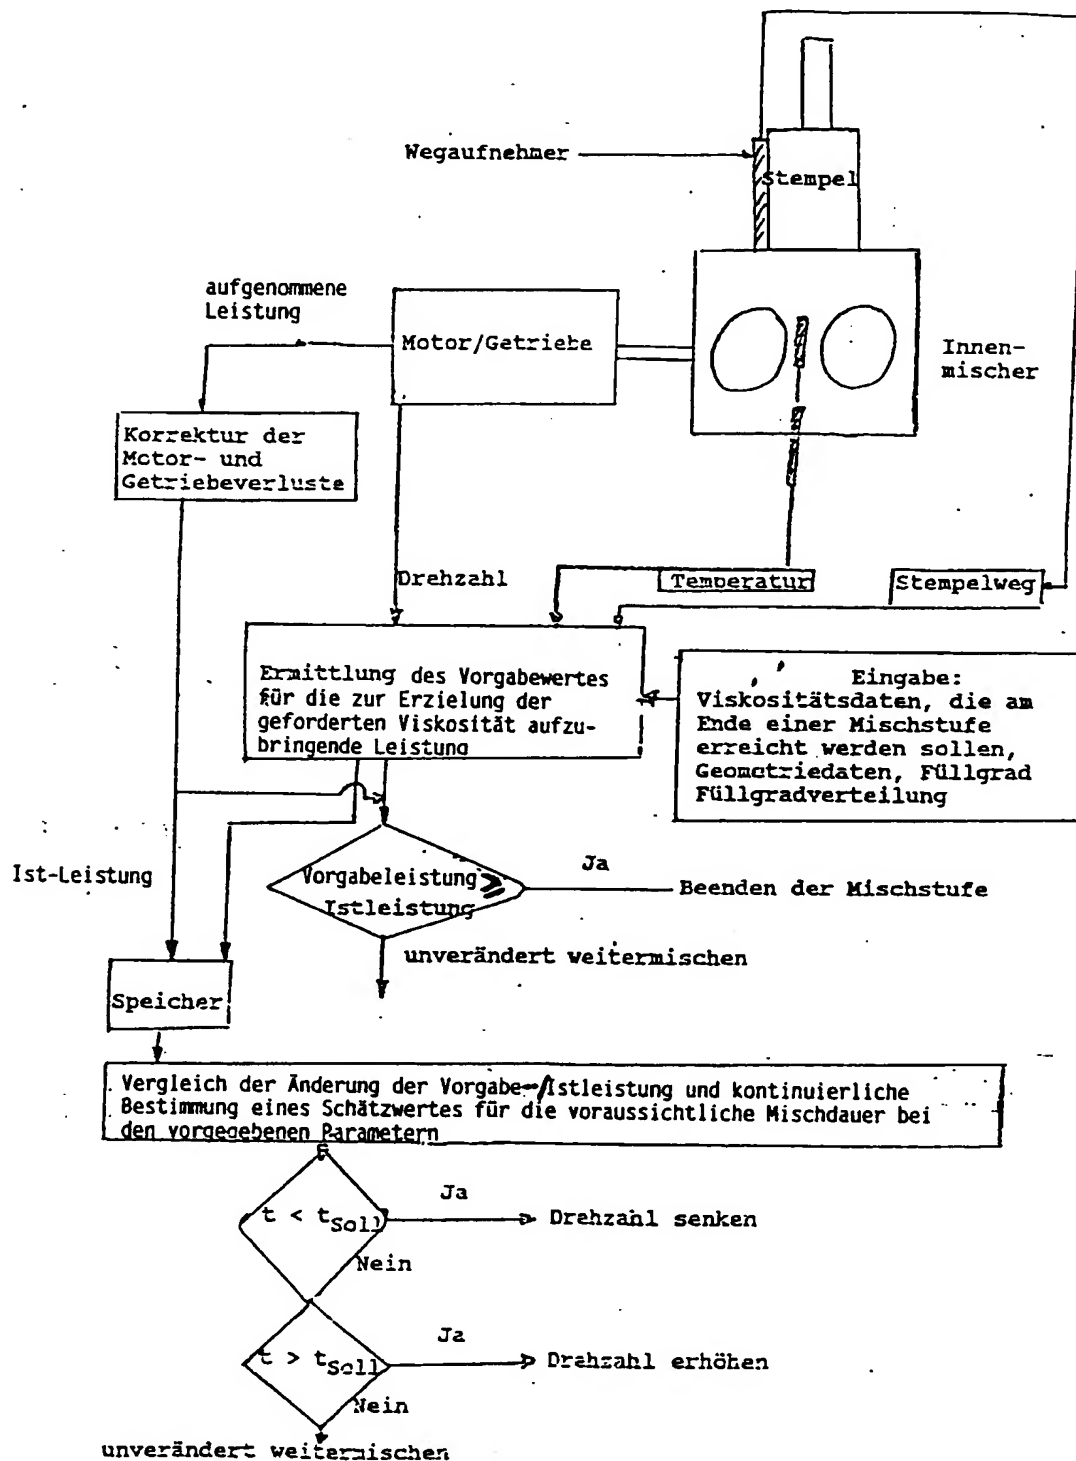 Wegaufnehmer
Stempel
aufgenommene
Leistung
Motor/Getriebe
Innen-
mischer
Korrektur der
Motor- und
Getriebeverluste
Drehzahl
Temperatur
Stempelweg
Ermittlung des Vorgabewertes
für die zur Erzielung der
geforderten Viskosität aufzu-
bringende Leistung
Eingabe:
Viskositätsdaten, die am
Ende einer Mischstufe
erreicht werden sollen,
Geometriedaten, Füllgrad
Füllgradverteilung
Ist-Leistung
Vorgabeleistung ≥
Istleistung
Ja
Beenden der Mischstufe
unverändert weitermischen
Speicher
Vergleich der Änderung der Vorgabe-/Istleistung und kontinuierliche
Bestimmung eines Schätzwertes für die voraussichtliche Mischdauer bei
den vorgegebenen Parametern
t < tSoll
Ja
Drehzahl senken
Nein
t > tSoll
Ja
Drehzahl erhöhen
Nein
unverändert weitermischen